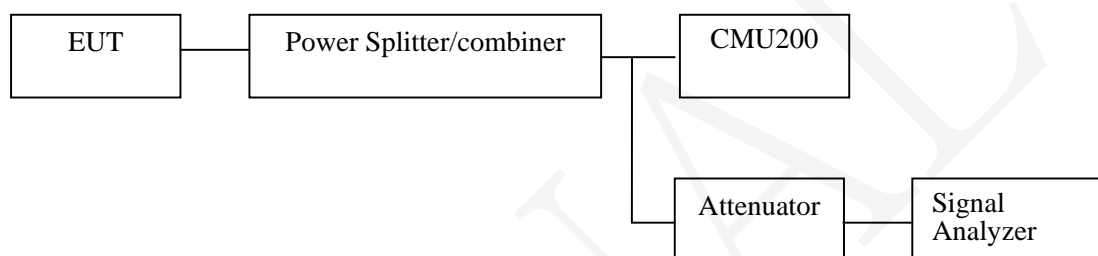 EUT
Power Splitter/combiner
CMU200
Attenuator
Signal
Analyzer